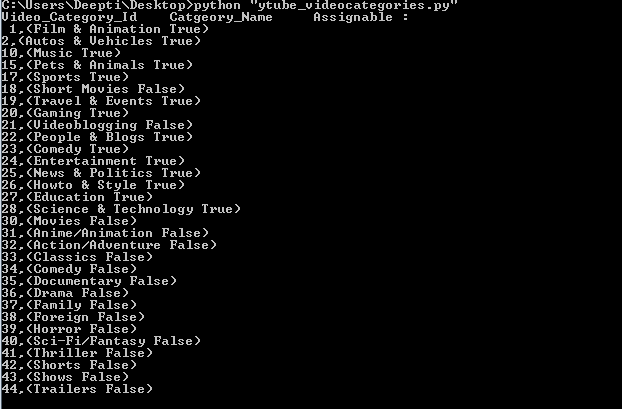 C:\Users\Deepti\Desktop>python "ytube_videocategories.py"
Video_Category_Id    Catgeory_Name     Assignable :
 1,(Film & Animation True)
2,(Autos & Vehicles True)
10,(Music True)
15,(Pets & Animals True)
17,(Sports True)
18,(Short Movies False)
19,(Travel & Events True)
20,(Gaming True)
21,(Videoblogging False)
22,(People & Blogs True)
23,(Comedy True)
24,(Entertainment True)
25,(News & Politics True)
26,(Howto & Style True)
27,(Education True)
28,(Science & Technology True)
30,(Movies False)
31,(Anime/Animation False)
32,(Action/Adventure False)
33,(Classics False)
34,(Comedy False)
35,(Documentary False)
36,(Drama False)
37,(Family False)
38,(Foreign False)
39,(Horror False)
40,(Sci-Fi/Fantasy False)
41,(Thriller False)
42,(Shorts False)
43,(Shows False)
44,(Trailers False)